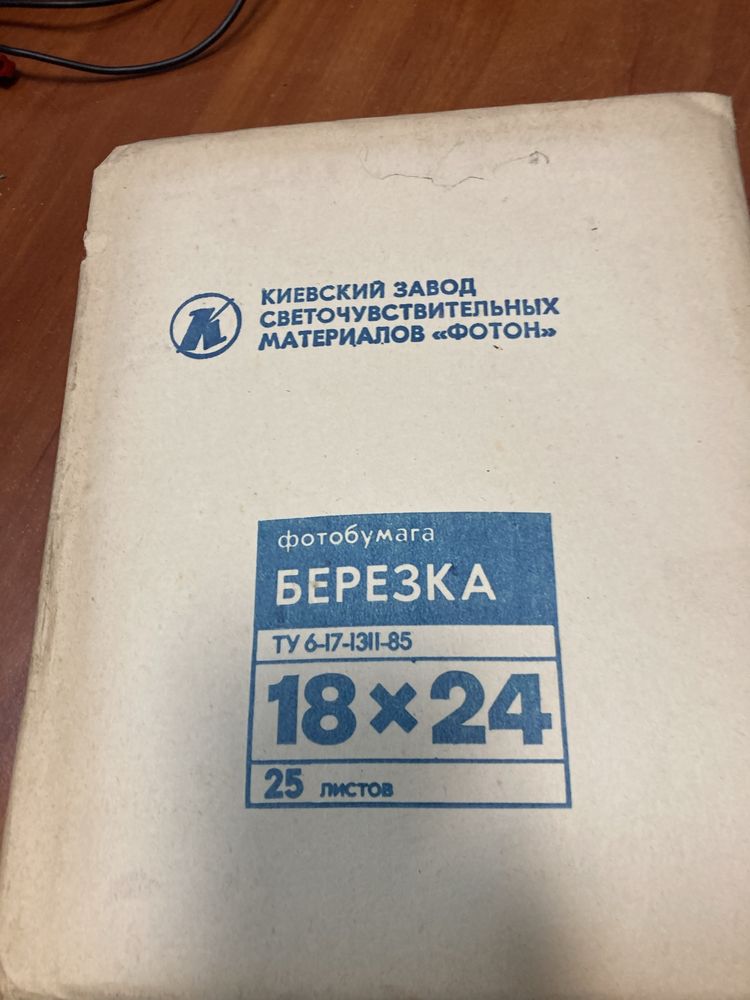 К
КИЕВСКИЙ ЗАВОД
СВЕТОЧУВСТВИТЕЛЬНЫХ
МАТЕРИАЛОВ «ФОТОН»
фотобумага
БЕРЕЗКА
ТУ 6-17-1311-85
18×24
25 листов